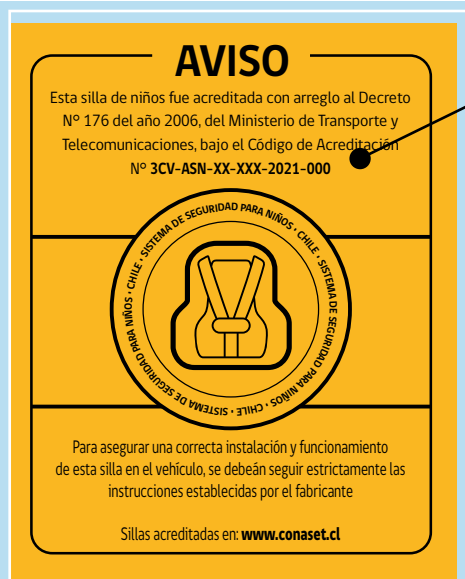 AVISO
Esta silla de niños fue acreditada con arreglo al Decreto
Nº 176 del año 2006, del Ministerio de Transporte y
Telecomunicaciones, bajo el Código de Acreditación
Nº 3CV-ASN-XX-XXX-2021-000
SISTEMA DE SEGURIDAD PARA NIÑOS · CHILE · SISTEMA DE SEGURIDAD PARA NIÑOS · CHILE · SISTEMA DE SEGURIDAD PARA NIÑOS · CHILE ·
Para asegurar una correcta instalación y funcionamiento
de esta silla en el vehículo, se debeán seguir estrictamente las
instrucciones establecidas por el fabricante
Sillas acreditadas en: www.conaset.cl